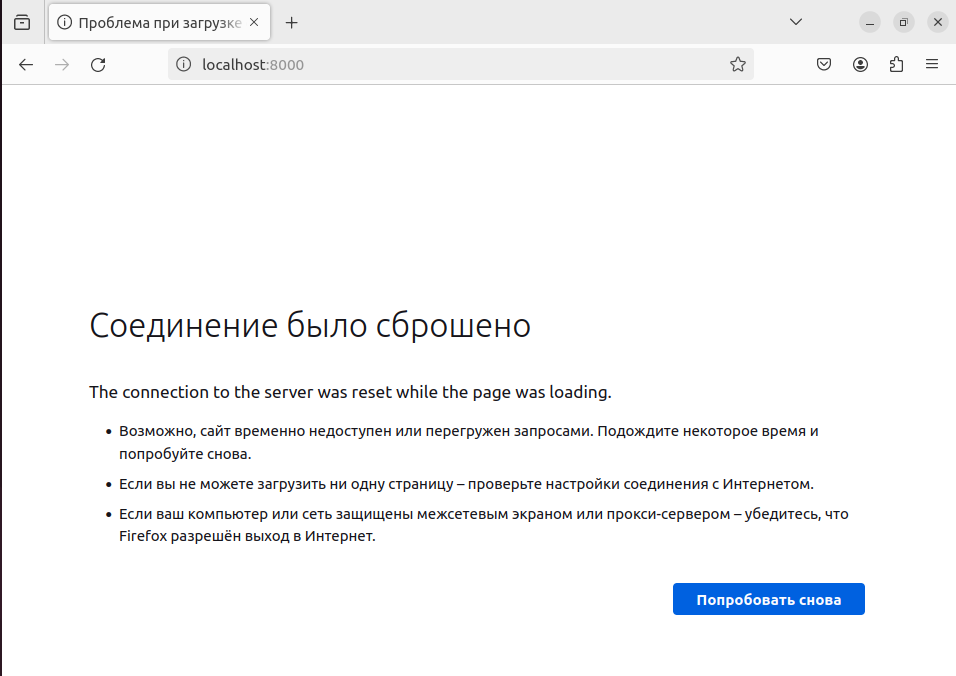 Проблема при загрузке
localhost:8000
Соединение было сброшено
The connection to the server was reset while the page was loading.
Возможно, сайт временно недоступен или перегружен запросами. Подождите некоторое время и
попробуйте снова.
Если вы не можете загрузить ни одну страницу – проверьте настройки соединения с Интернетом.
Если ваш компьютер или сеть защищены межсетевым экраном или прокси-сервером – убедитесь, что
Firefox разрешён выход в Интернет.
Попробовать снова